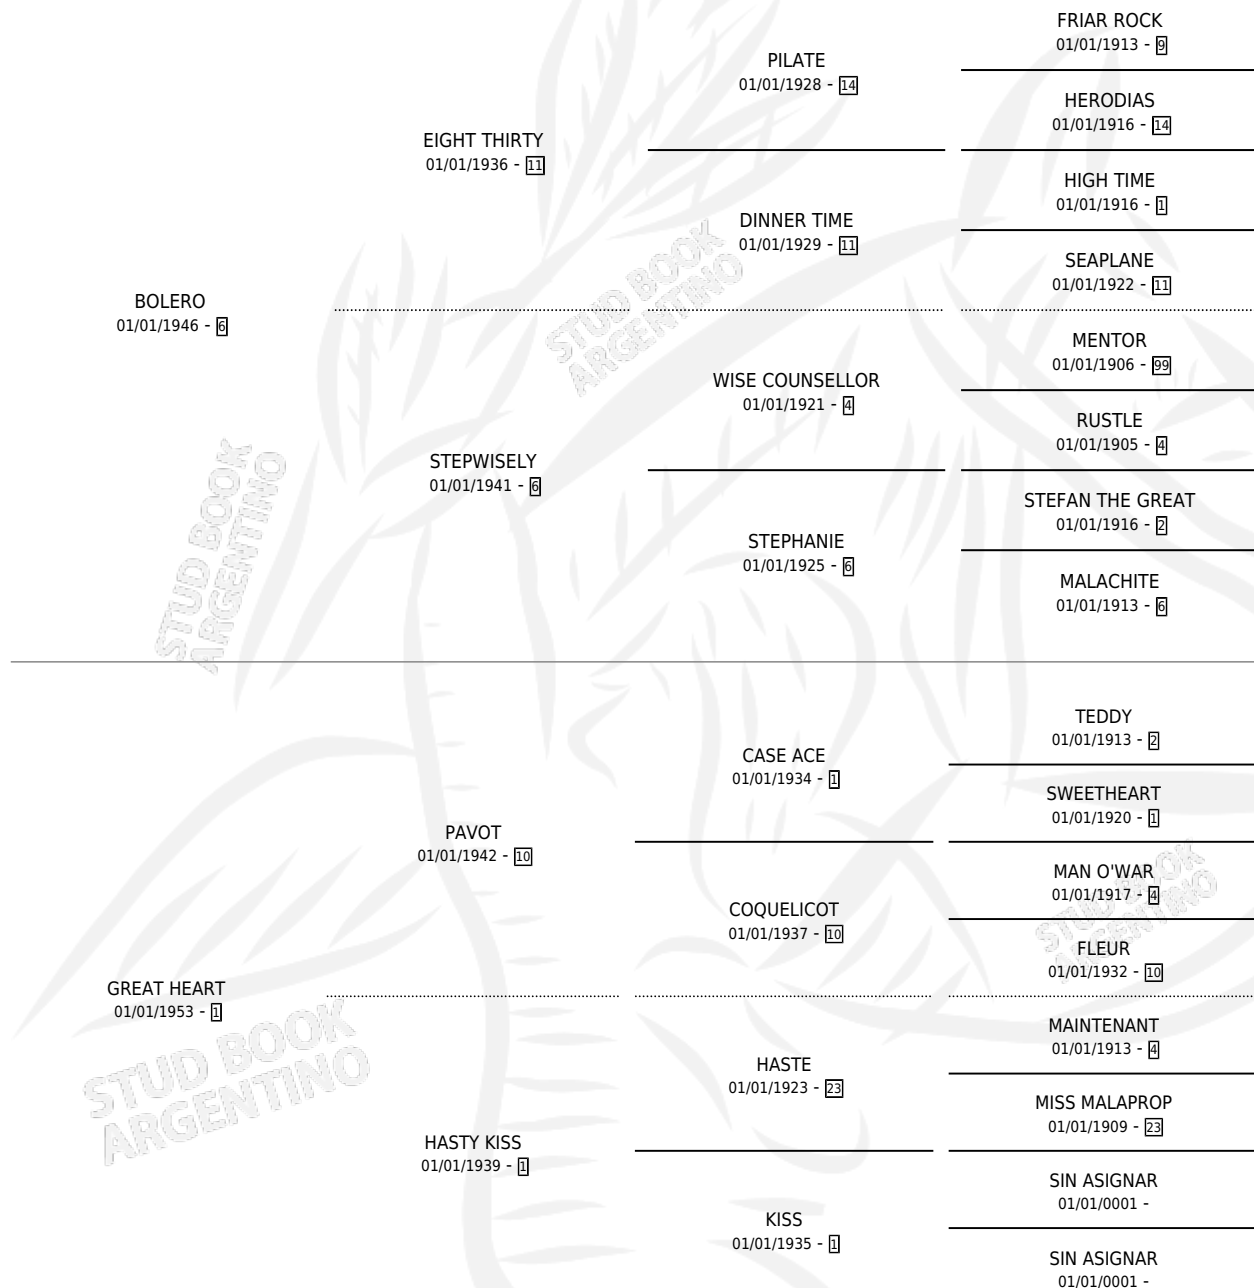 FRIAR ROCK
01/01/1913 - 9
PILATE
01/01/1928 - 14
HERODIAS
01/01/1916 - 14
EIGHT THIRTY
01/01/1936 - 11
HIGH TIME
01/01/1916 - 1
DINNER TIME
01/01/1929 - 11
SEAPLANE
01/01/1922 - 11
BOLERO
01/01/1946 - 6
MENTOR
01/01/1906 - 99
WISE COUNSELLOR
01/01/1921 - 4
RUSTLE
01/01/1905 - 4
STEPWISELY
01/01/1941 - 6
STEFAN THE GREAT
01/01/1916 - 2
STEPHANIE
01/01/1925 - 6
MALACHITE
01/01/1913 - 6
TEDDY
01/01/1913 - 2
CASE ACE
01/01/1934 - 1
SWEETHEART
01/01/1920 - 1
PAVOT
01/01/1942 - 10
MAN O'WAR
01/01/1917 - 4
COQUELICOT
01/01/1937 - 10
FLEUR
01/01/1932 - 10
GREAT HEART
01/01/1953 - 1
MAINTENANT
01/01/1913 - 4
HASTE
01/01/1923 - 23
MISS MALAPROP
01/01/1909 - 23
HASTY KISS
01/01/1939 - 1
SIN ASIGNAR
01/01/0001 -
KISS
01/01/1935 - 1
SIN ASIGNAR
01/01/0001 -
STUD BOOK
ARGENTINO
STUD BOOK
ARGENTINO
STUD BOOK
ARGENTINO
STUD BOOK
ARGENTINO